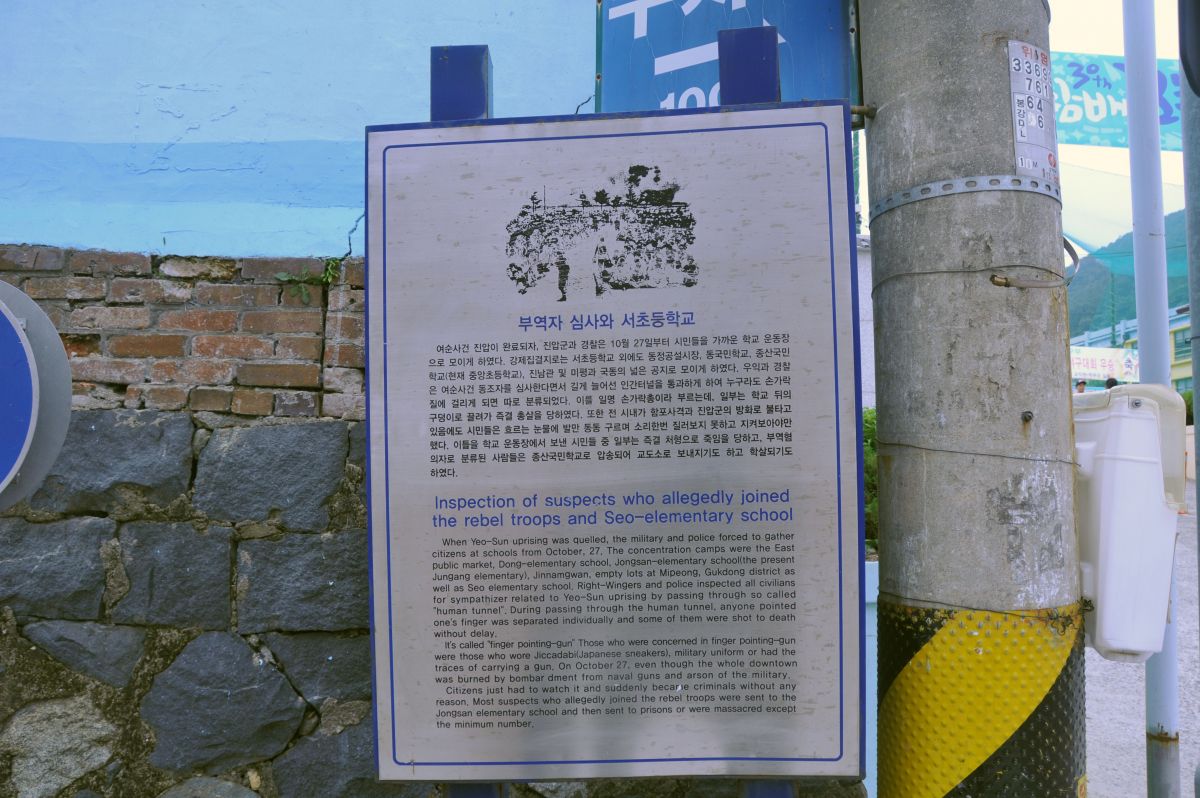 부역자 심사와 서초등학교
여순사건 진압이 완료되자, 진압군과 경찰은 10월 27일부터 시민들을 가까운 학교 운동장
으로 모이게 하였다. 강제집결지로는 서초등학교 외에도 동정공설시장, 동국민학교, 종산국민
학교(현재 중앙초등학교), 진남관 및 미평과 국동의 넓은 공지로 모이게 하였다. 우익과 경찰
은 여순사건 동조자를 심사한다면서 길게 늘어선 인간터널을 통과하게 하여 누구라도 손가락
질에 걸리게 되면 따로 분류되었다. 이를 일명 손가락총이라 부르는데, 일부는 학교 뒤의
구덩이로 끌려가 즉결 총살을 당하였다. 또한 전 시내가 함포사격과 진압군의 방화로 불타고
있음에도 시민들은 흐르는 눈물에 발만 동동 구르며 소리한번 질러보지 못하고 지켜보아야만
했다. 이틀을 학교 운동장에서 보낸 시민들 중 일부는 즉결 처형으로 죽임을 당하고, 부역혐
의자로 분류된 사람들은 종산국민학교로 압송되어 교도소로 보내지기도 하고 학살되기도
하였다.
Inspection of suspects who allegedly joined
the rebel troops and Seo-elementary school
When Yeo-Sun uprising was quelled, the military and police forced to gather
citizens at schools from October, 27. The concentration camps were the East
public market, Dong-elementary school, Jongsan-elementary school(the present
Jungang elementary), Jinnamgwan, empty lots at Mipeong, Gukdong district as
well as Seo elementary school. Right-Wingers and police inspected all civilians
for sympathizer related to Yeo-Sun uprising by passing through so called
"human tunnel". During passing through the human tunnel, anyone pointed
one's finger was separated individually and some of them were shot to death
without delay.
It's called "finger pointing-gun" Those who were concerned in finger pointing-gun
were those who wore Jiccadabi(Japanese sneakers), military uniform or had the
traces of carrying a gun. On October 27, even though the whole downtown
was burned by bombar dment from naval guns and arson of the military.
Citizens just had to watch it and suddenly became criminals without any
reason. Most suspects who allegedly joined the rebel troops were sent to the
Jongsan elementary school and then sent to prisons or were massacred except
the minimum number.
100
위험
3369
761
봉강DL
646
10M
30th
구대회 우승 축